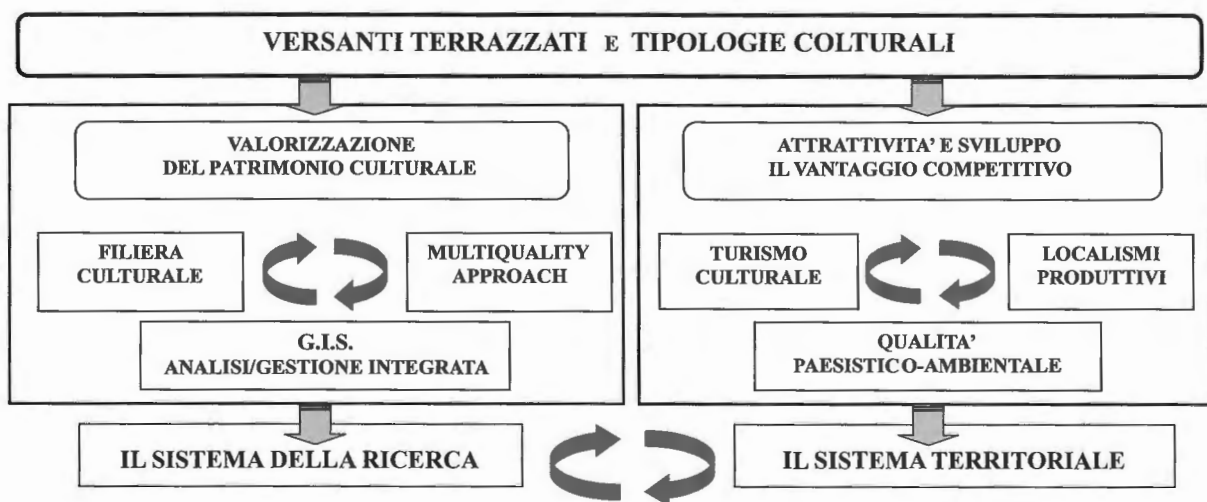 VERSANTI TERRAZZATI E TIPOLOGIE COLTURALI
VALORIZZAZIONE
DEL PATRIMONIO CULTURALE
FILIERA
CULTURALE
MULTIQUALITY
APPROACH
G.I.S.
ANALISI/GESTIONE INTEGRATA
IL SISTEMA DELLA RICERCA
ATTRATTIVITA' E SVILUPPO
IL VANTAGGIO COMPETITIVO
TURISMO
CULTURALE
LOCALISMI
PRODUTTIVI
QUALITA'
PAESISTICO-AMBIENTALE
IL SISTEMA TERRITORIALE